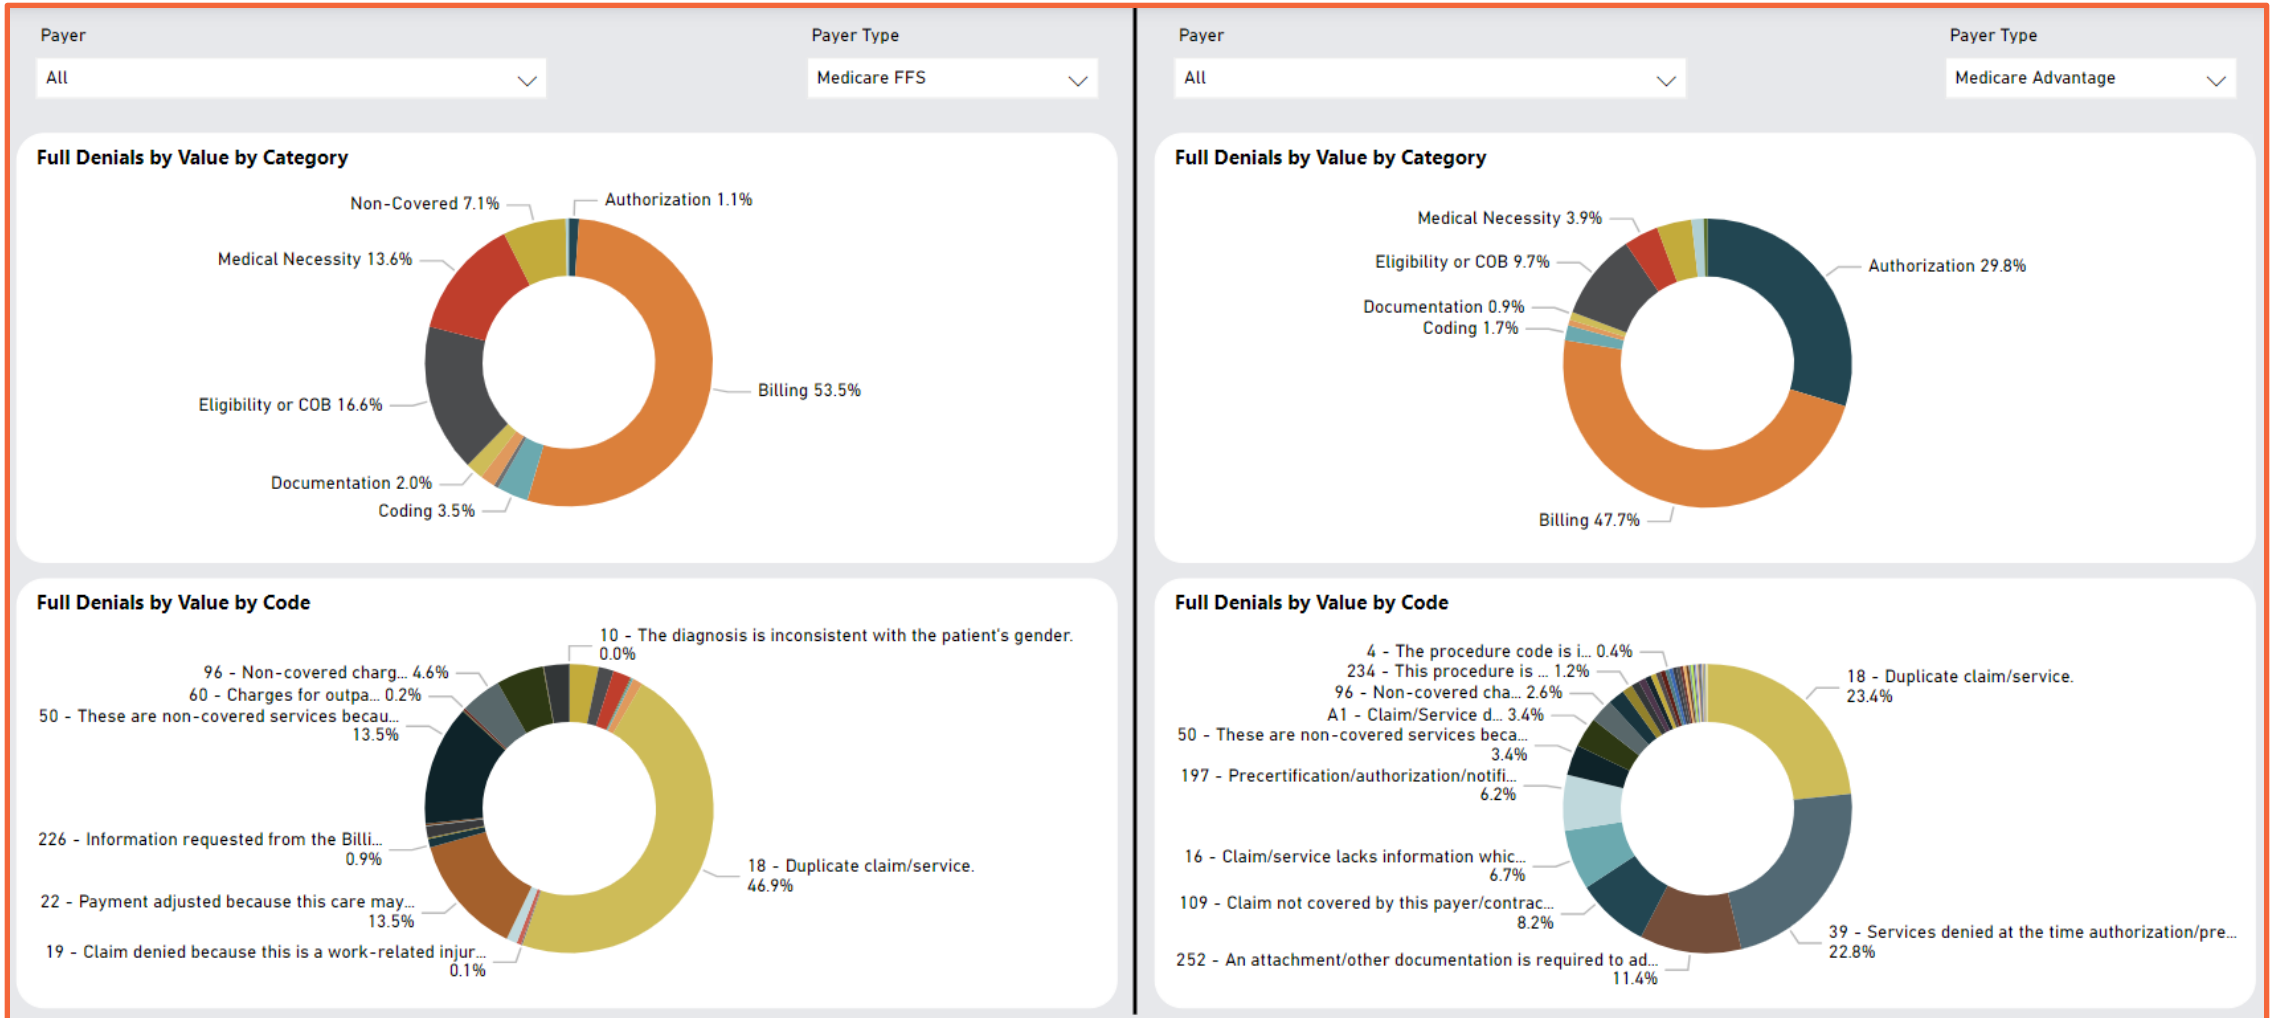 Payer
Payer Type
All
Medicare FFS
Full Denials by Value by Category
Non-Covered 7.1%
Authorization 1.1%
Medical Necessity 13.6%
Billing 53.5%
Eligibility or COB 16.6%
Documentation 2.0%
Coding 3.5%
Full Denials by Value by Code
10 - The diagnosis is inconsistent with the patient's gender.
0.0%
96 - Non-covered charg... 4.6%
60 - Charges for outpa... 0.2%
50 - These are non-covered services becau...
13.5%
226 - Information requested from the Billi...
0.9%
18 - Duplicate claim/service.
46.9%
22 - Payment adjusted because this care may...
13.5%
19 - Claim denied because this is a work-related injur...
0.1%
Payer
Payer Type
All
Medicare Advantage
Full Denials by Value by Category
Medical Necessity 3.9%
Eligibility or COB 9.7%
Authorization 29.8%
Documentation 0.9%
Coding 1.7%
Billing 47.7%
Full Denials by Value by Code
4 - The procedure code is i... 0.4%
234 - This procedure is ... 1.2%
96 - Non-covered cha... 2.6%
A1 - Claim/Service d... 3.4%
50 - These are non-covered services beca...
3.4%
197 - Precertification/authorization/notifi...
6.2%
16 - Claim/service lacks information whic...
6.7%
109 - Claim not covered by this payer/contrac...
8.2%
252 - An attachment/other documentation is required to ad...
11.4%
18 - Duplicate claim/service.
23.4%
39 - Services denied at the time authorization/pre...
22.8%